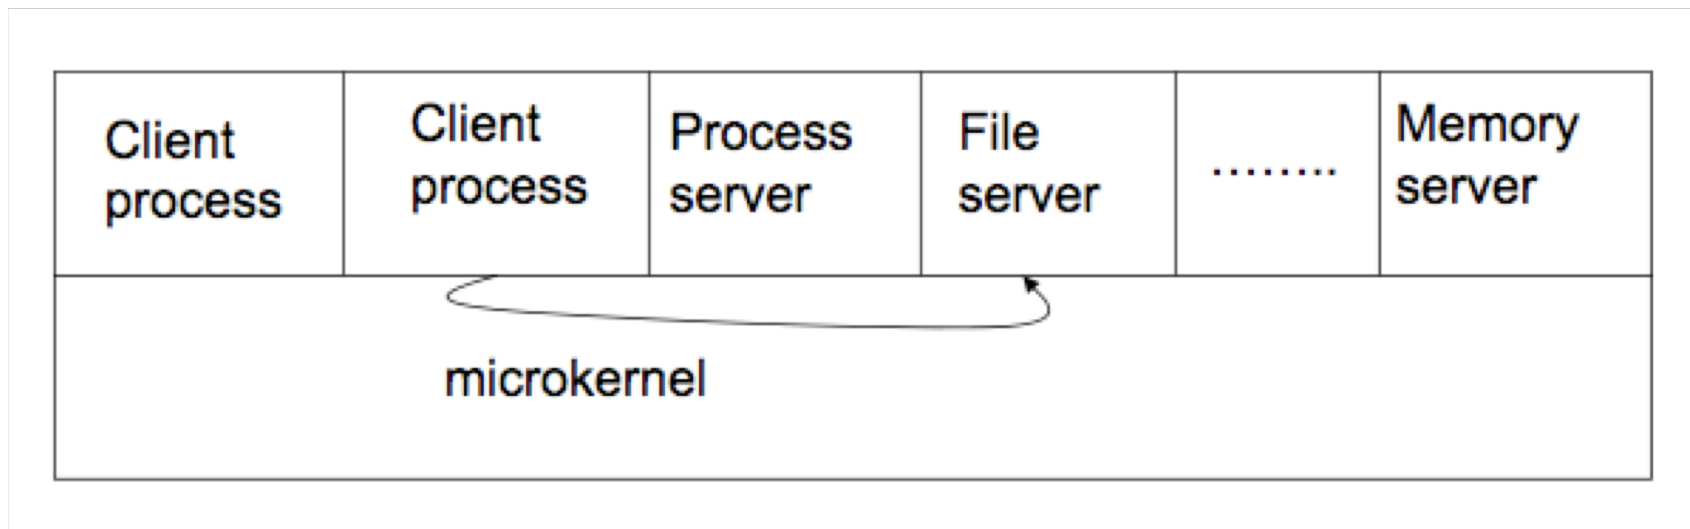 Client
process
Client
process
Process
server
File
server
........
Memory
server
microkernel